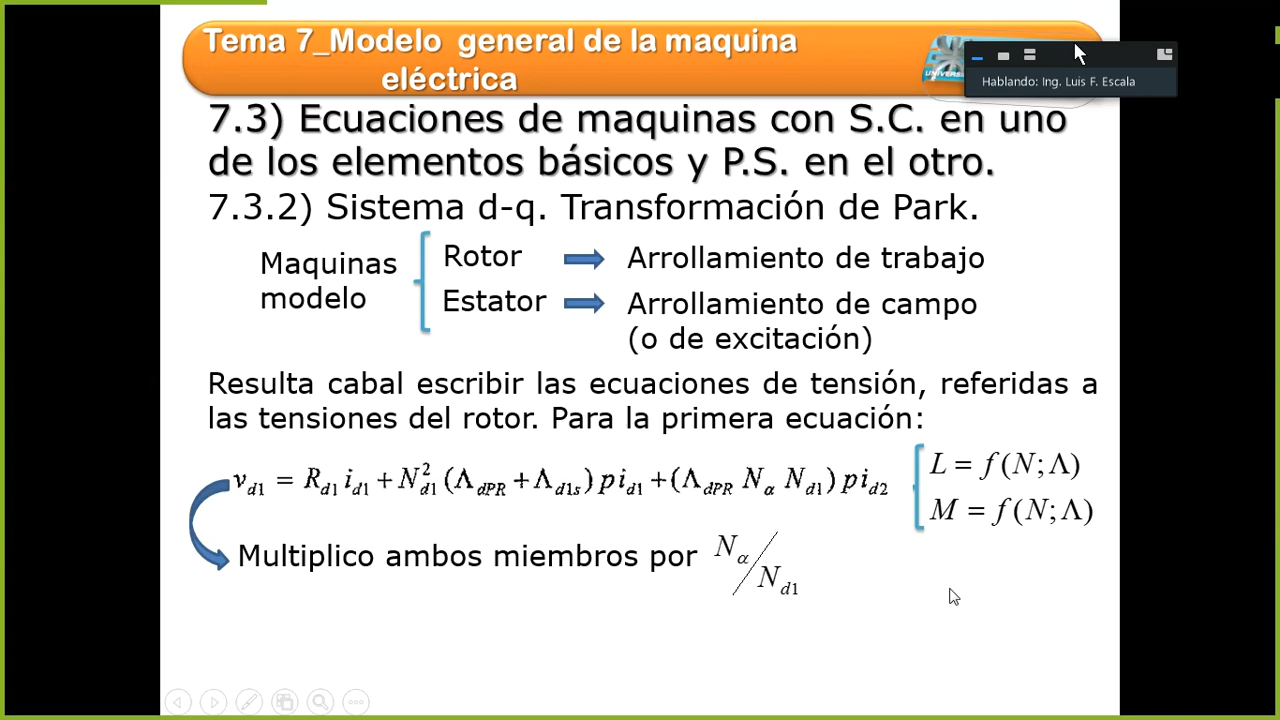 Tema 7_Modelo general de la maquina
eléctrica
UNIVERS
Hablando: Ing. Luis F. Escala
7.3) Ecuaciones de maquinas con S.C. en uno
de los elementos básicos y P.S. en el otro.
7.3.2) Sistema d-q. Transformación de Park.
Maquinas
modelo
Rotor
Arrollamiento de trabajo
Estator
Arrollamiento de campo
(o de excitación)
Resulta cabal escribir las ecuaciones de tensión, referidas a
las tensiones del rotor. Para la primera ecuación:
v_{d1} = R_{d1} i_{d1} + N_{d1}^2 (Λ_{dPR} + Λ_{d1s}) p i_{d1} + (Λ_{dPR} N_α N_{d1}) p i_{d2}
L = f(N;Λ)
M = f(N;Λ)
Multiplico ambos miembros por N_α/N_{d1}